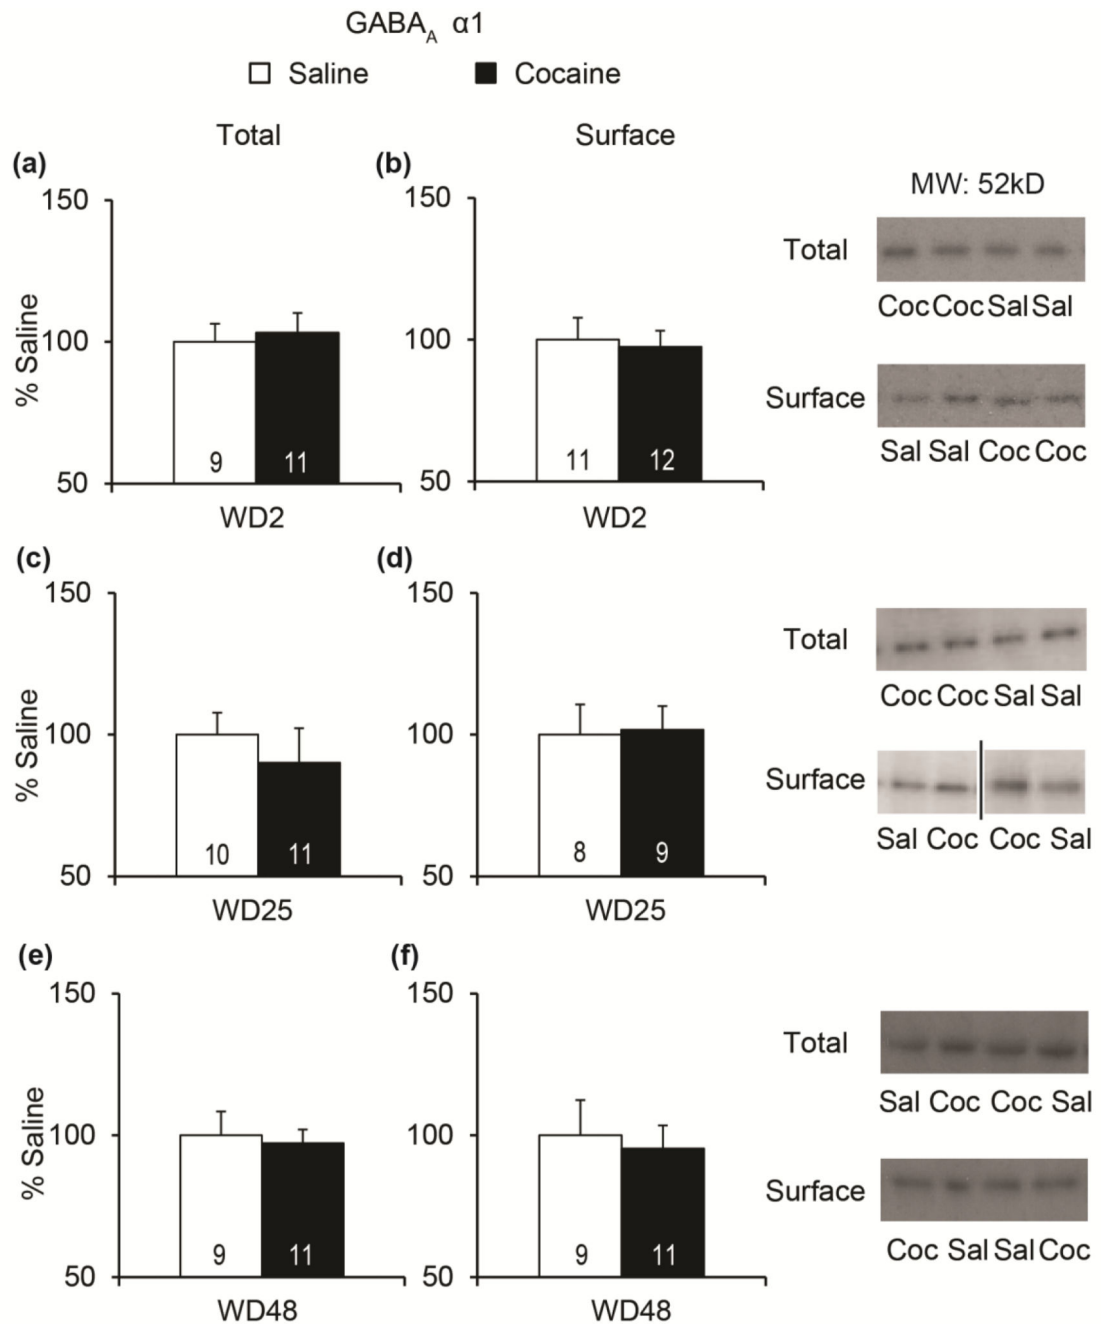 GABAA α1
Saline Cocaine
Total Surface
(a) (b)
MW: 52kD
150 150
Total
Coc Coc Sal Sal
% Saline
100 100
Surface
Sal Sal Coc Coc
9 11 11 12
50 50
WD2 WD2
(c) (d)
150 150
Total
Coc Coc Sal Sal
% Saline
100 100
Surface
Sal Coc Coc Sal
10 11 8 9
50 50
WD25 WD25
(e) (f)
150 150
Total
Sal Coc Coc Sal
% Saline
100 100
Surface
Coc Sal Sal Coc
9 11 9 11
50 50
WD48 WD48